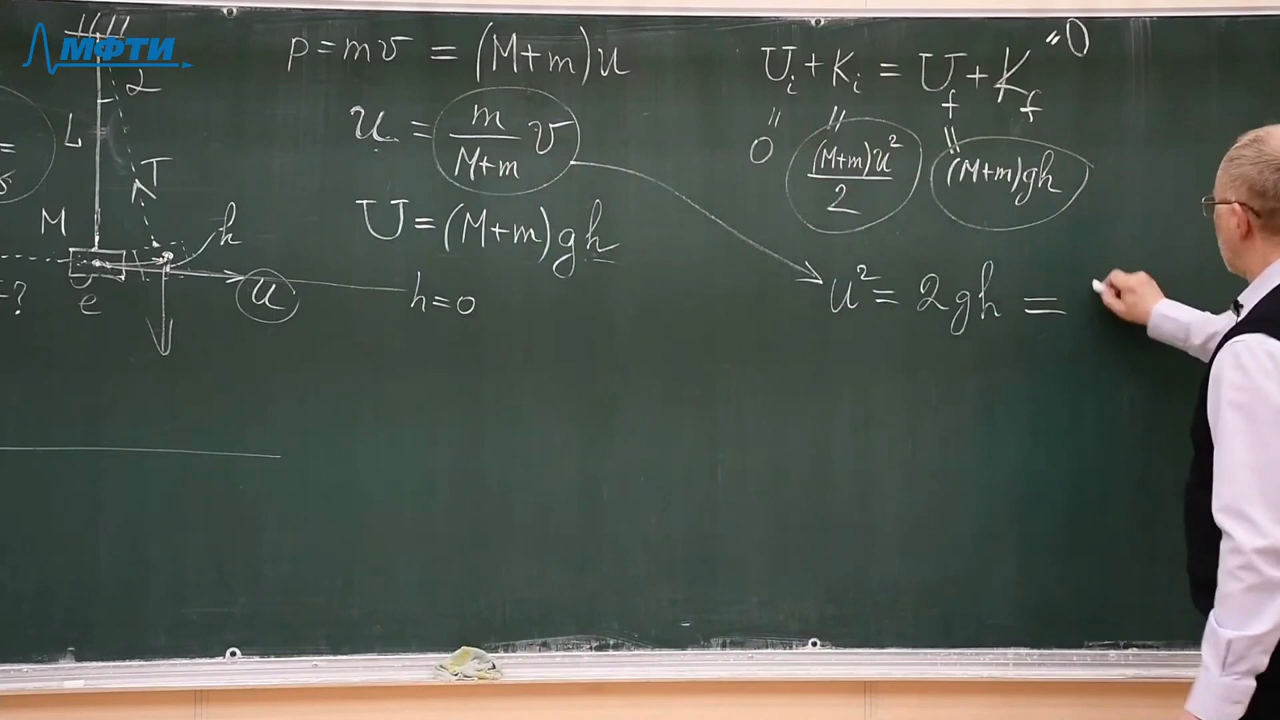 МФТИ
p = mv = (M+m)u
u = m/(M+m) v
U = (M+m)gh
α
L
T
M
h
u
h=0
=
?
U_i + K_i = U_f + K_f "0
" " "
0 (M+m)u²/2 (M+m)gh
u² = 2gh =